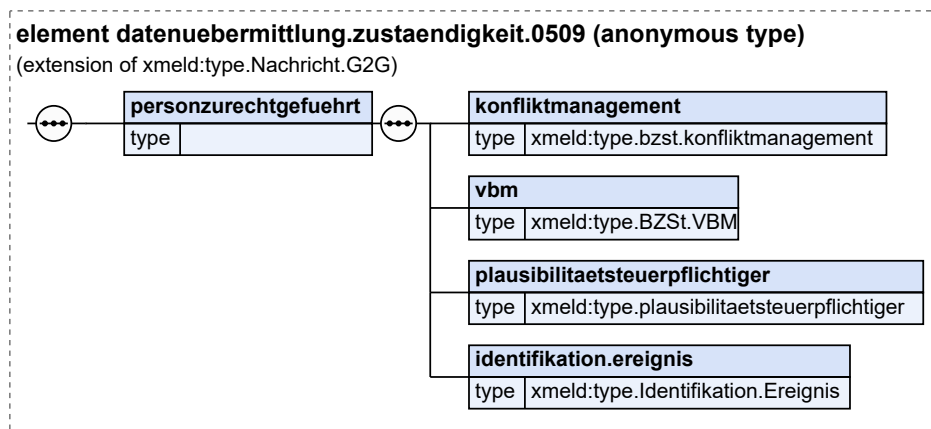 element datenuebermittlung.zustaendigkeit.0509 (anonymous type)
(extension of xmeld:type.Nachricht.G2G)
personzurechtgefuehrt
type
konfliktmanagement
type xmeld:type.bzst.konfliktmanagement
vbm
type xmeld:type.BZSt.VBM
plausibilitaetsteuerpflichtiger
type xmeld:type.plausibilitaetsteuerpflichtiger
identifikation.ereignis
type xmeld:type.Identifikation.Ereignis